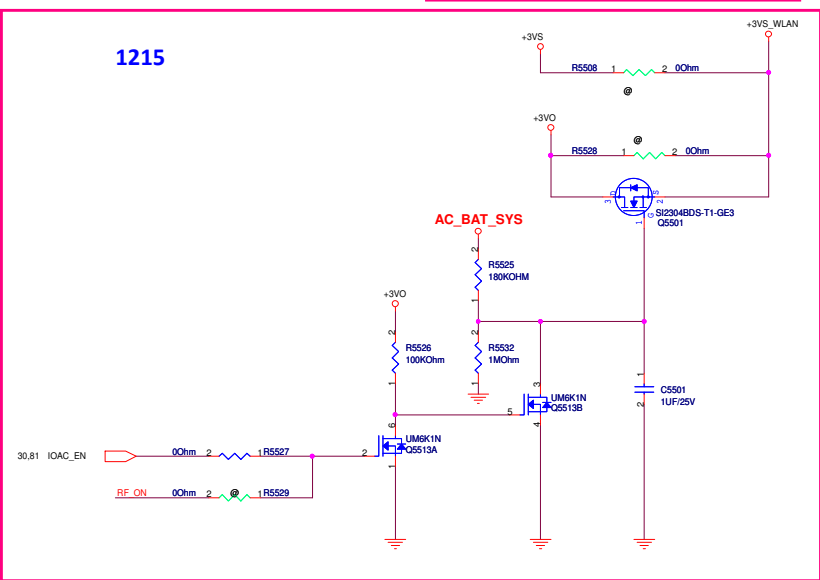 1215
+3VS
+3VS_WLAN
R5508 1 2 0Ohm
@
+3VO
@
R5528 1 2 0Ohm
3 D S 2
SI2304BDS-T1-GE3
1 G Q5501
AC_BAT_SYS
2
R5525
180KOHM
1
+3VO
2
R5526
100KOhm
1
2
R5532
1MOhm
1
3
UM6K1N
5 Q5513B
4
1
C5501
1UF/25V
2
6
UM6K1N
2 Q5513A
1
30,81 IOAC_EN 0Ohm 2 1 R5527
RF_ON 0Ohm 2 @ 1 R5529